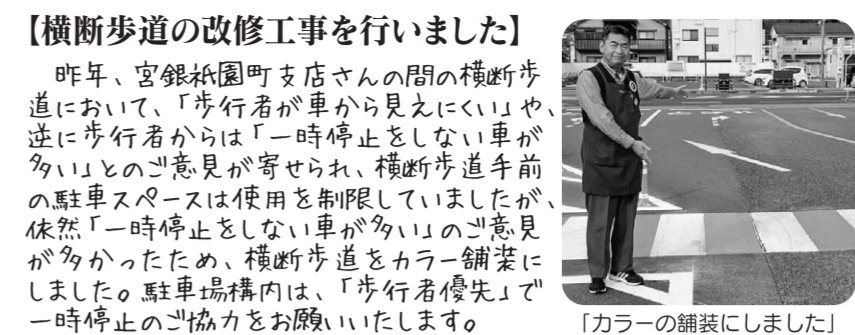 【横断歩道の改修工事を行いました】
昨年、宮銀祇園町支店さんの間の横断歩
道において、「歩行者が車から見えにくい」や、
逆に歩行者からは「一時停止をしない車が
多い」とのご意見が寄せられ、横断歩道手前
の駐車スペースは使用を制限していましたが、
依然「一時停止をしない車が多い」のご意見
が多かったため、横断歩道をカラー舗装に
しました。駐車場構内は、「歩行者優先」で
一時停止のご協力をお願いいたします。
「カラーの舗装にしました」